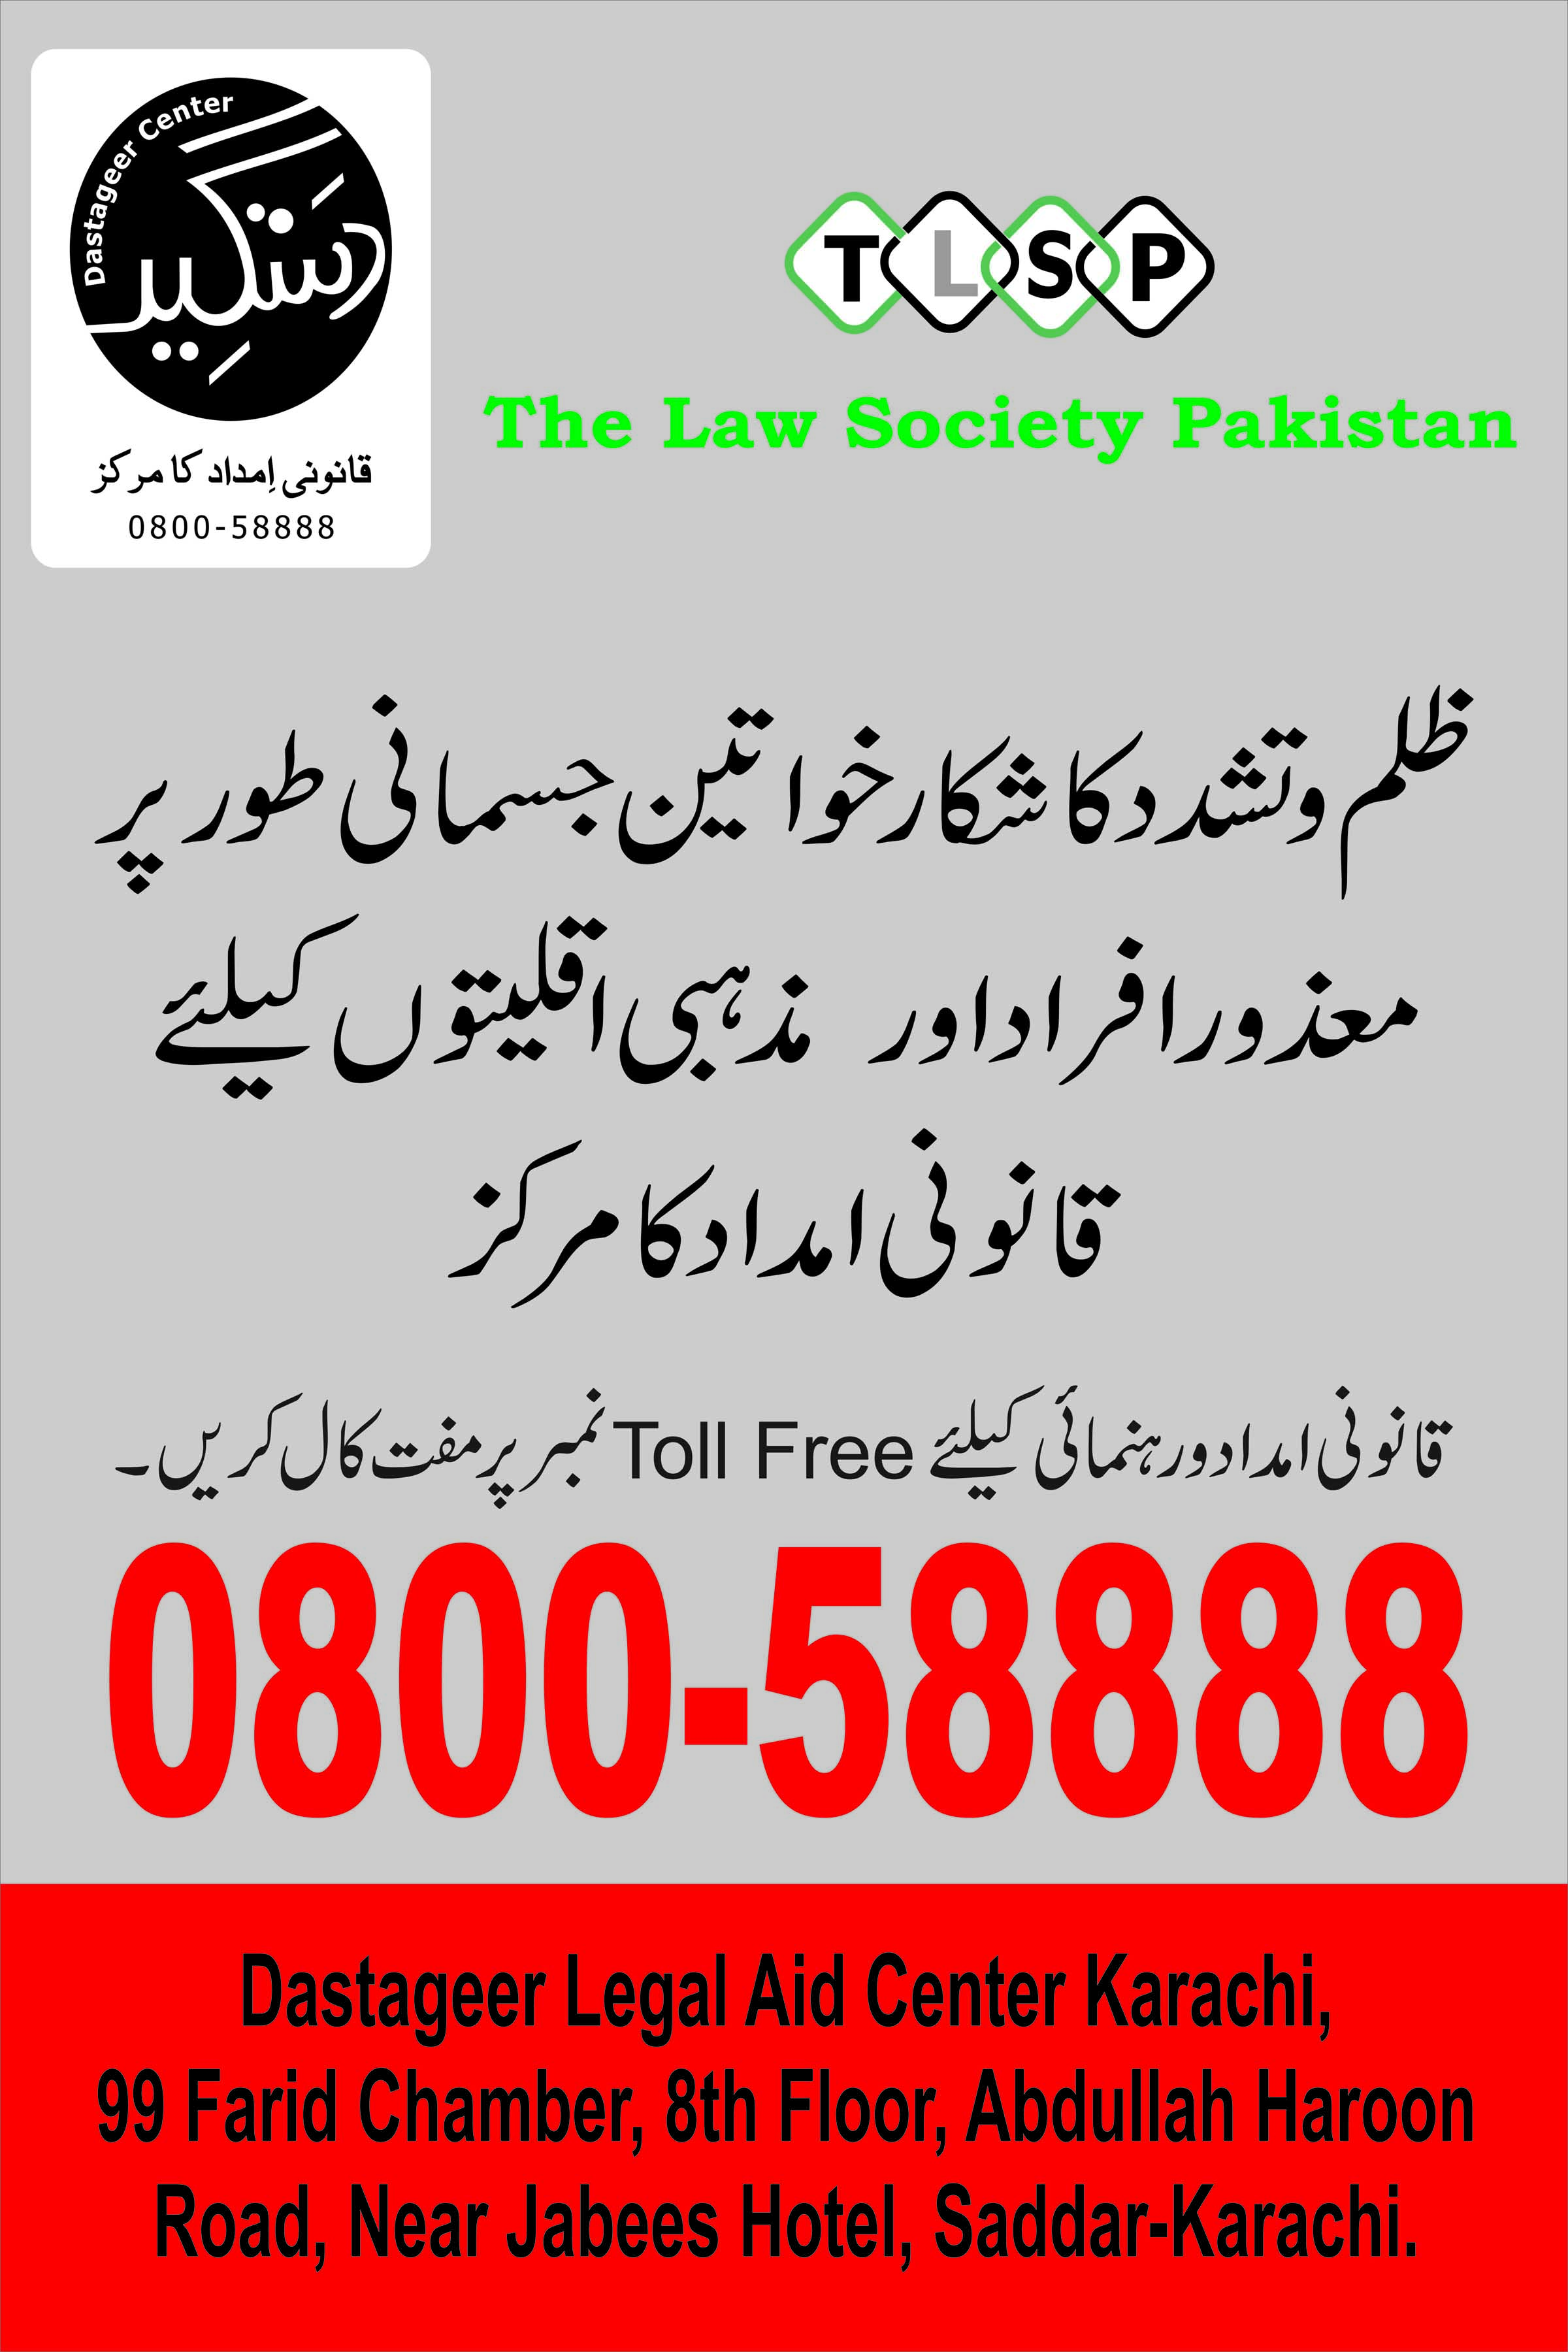 Dastageer Center
دستگیر
قانونی اِمداد کا مرکز
0800-58888
T L S P
The Law Society Pakistan
ظلم و تشدد کا شکار خواتین جسمانی طور پر
معذور افراد اور مذہبی اقلیتوں کیلئے
قانونی امداد کا مرکز
قانونی امداد ور ہنمائی کیلئے Toll Free نمبر پر مفت کال کریں۔
0800-58888
Dastageer Legal Aid Center Karachi,
99 Farid Chamber, 8th Floor, Abdullah Haroon
Road, Near Jabees Hotel, Saddar-Karachi.